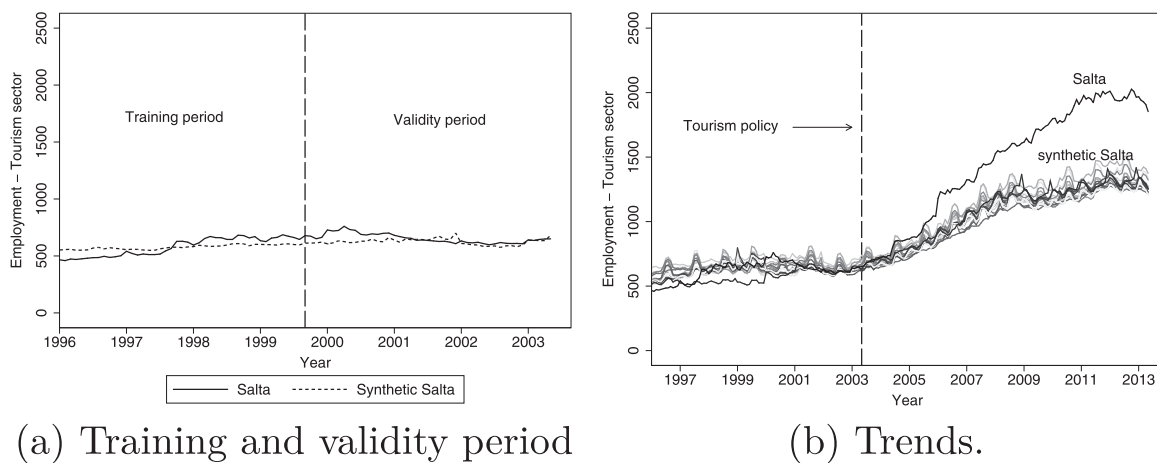 Employment – Tourism sector
2500
2000
1500
1000
500
0
Training period
Validity period
1996 1997 1998 1999 2000 2001 2002 2003
Year
Salta Synthetic Salta
(a) Training and validity period
Employment – Tourism sector
2500
2000
1500
1000
500
0
Salta
Tourism policy
synthetic Salta
1997 1999 2001 2003 2005 2007 2009 2011 2013
Year
(b) Trends.